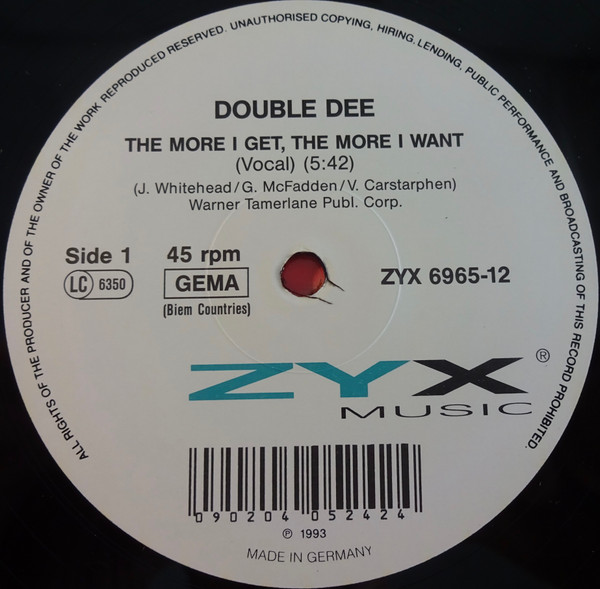 ALL RIGHTS OF THE PRODUCER AND OF THE OWNER OF THE WORK REPRODUCED RESERVED. UNAUTHORISED COPYING, HIRING, LENDING, PUBLIC PERFORMANCE AND BROADCASTING OF THIS RECORD PROHIBITED.
DOUBLE DEE
THE MORE I GET, THE MORE I WANT
(Vocal) (5:42)
(J. Whitehead/G. McFadden/V. Carstarphen)
Warner Tamerlane Publ. Corp.
Side 1 45 rpm
LC 6350 GEMA ZYX 6965-12
(Biem Countries)
ZYX ®
MUSIC
090204 052424
℗ 1993
MADE IN GERMANY